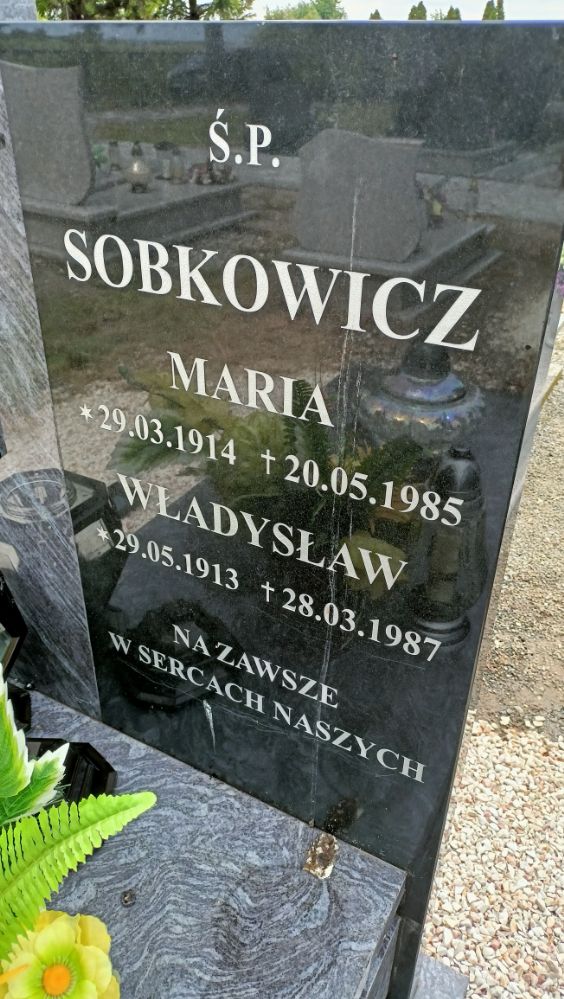 Ś.P.
SOBKOWICZ
MARIA
*29.03.1914 †20.05.1985
WŁADYSŁAW
*29.05.1913 †28.03.1987
NA ZAWSZE
W SERCACH NASZYCH